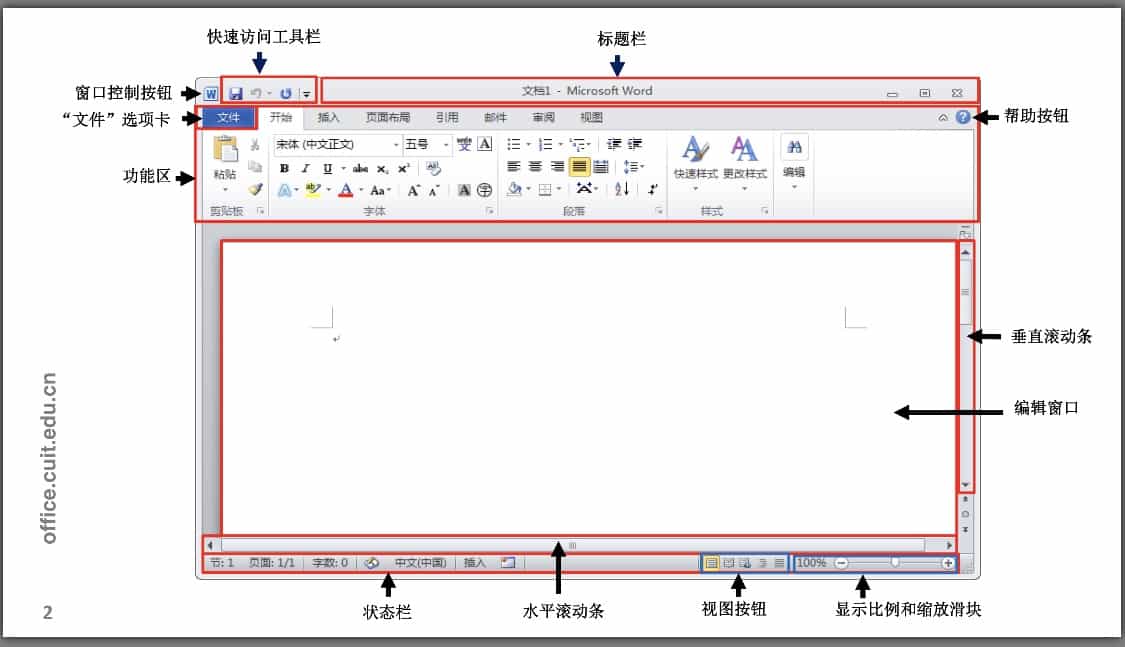 快速访问工具栏
标题栏
窗口控制按钮
文档1 - Microsoft Word
“文件”选项卡
文件 开始 插入 页面布局 引用 邮件 审阅 视图
帮助按钮
功能区
宋体 (中文正文) 五号
粘贴
B I U abc x₂ x² Aa A A A 字
快速样式 更改样式 编辑
剪贴板 字体 段落 样式
垂直滚动条
编辑窗口
office.cuit.edu.cn
节: 1 页面: 1/1 字数: 0 中文(中国) 插入 100%
状态栏
水平滚动条
视图按钮
显示比例和缩放滑块
2